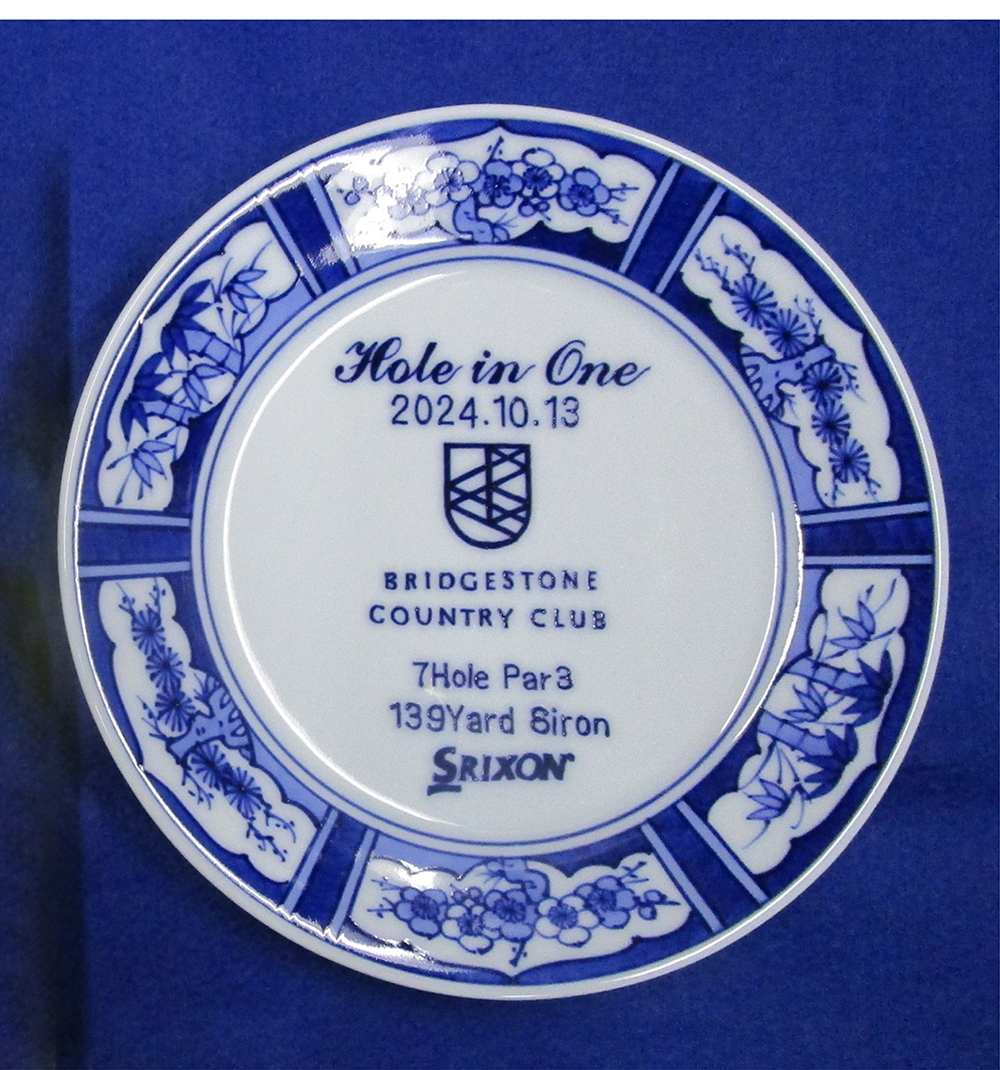 Hole in One
2024.10.13
BRIDGESTONE
COUNTRY CLUB
7Hole Par3
139Yard 8iron
SRIXON